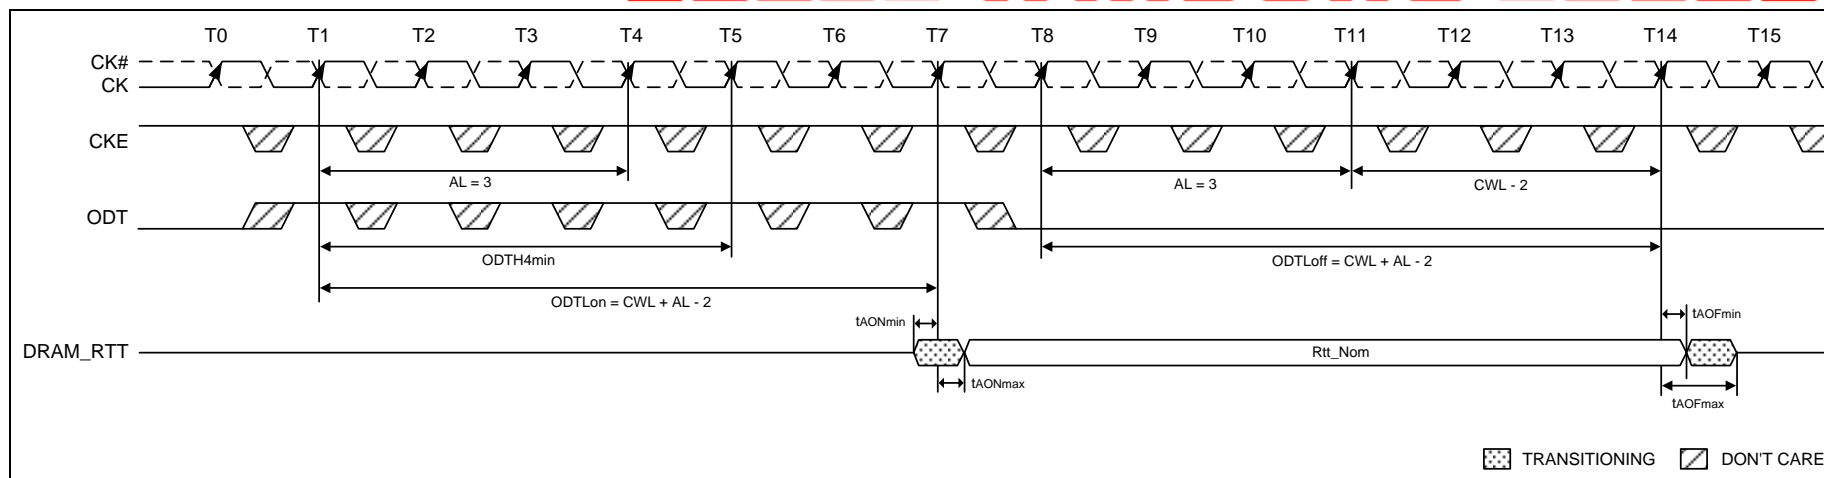 T0 T1 T2 T3 T4 T5 T6 T7 T8 T9 T10 T11 T12 T13 T14 T15
CK#
CK
CKE
AL = 3 AL = 3 CWL - 2
ODT
ODTH4min ODTLoff = CWL + AL - 2
ODTLon = CWL + AL - 2
tAONmin tAOFmin
DRAM_RTT Rtt_Nom
tAONmax
tAOFmax
TRANSITIONING DON'T CARE